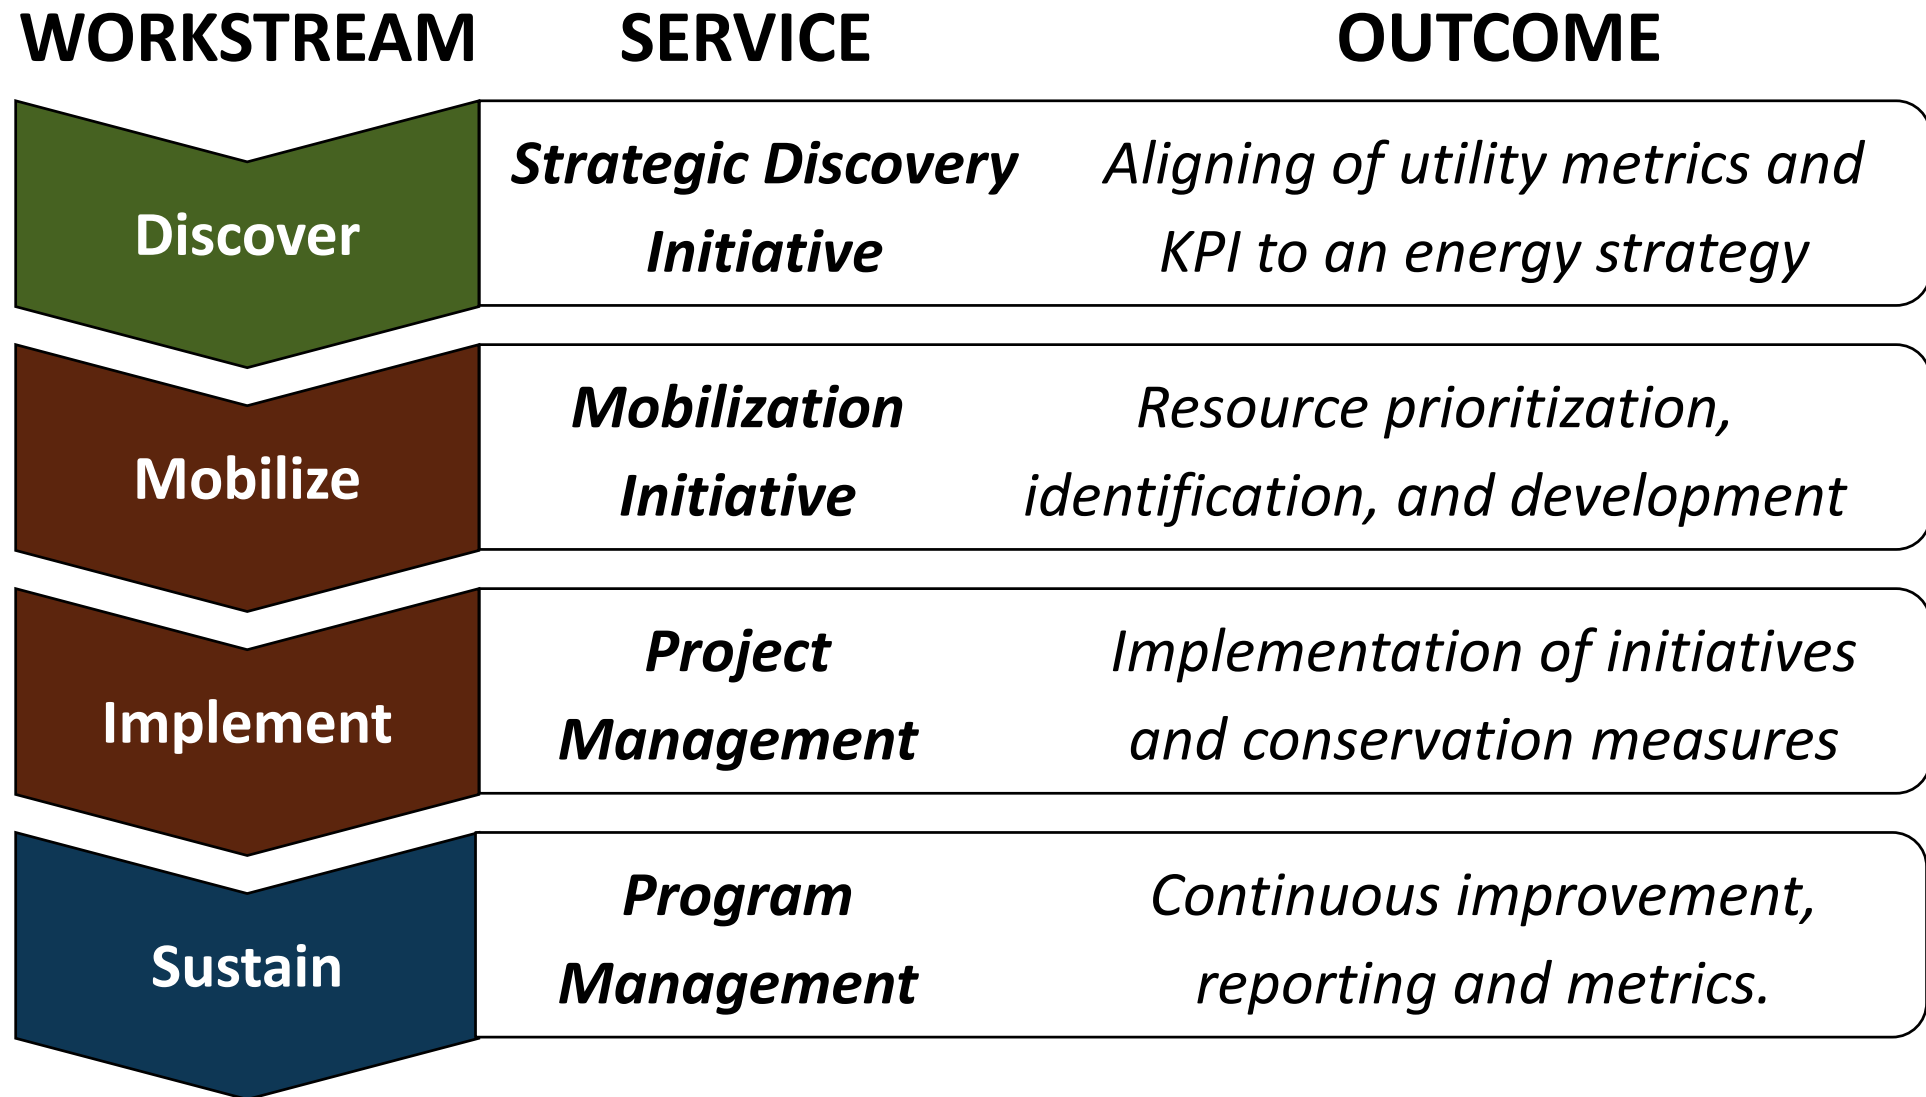 WORKSTREAM SERVICE OUTCOME
Discover
Strategic Discovery
Initiative
Aligning of utility metrics and
KPI to an energy strategy
Mobilize
Mobilization
Initiative
Resource prioritization,
identification, and development
Implement
Project
Management
Implementation of initiatives
and conservation measures
Sustain
Program
Management
Continuous improvement,
reporting and metrics.